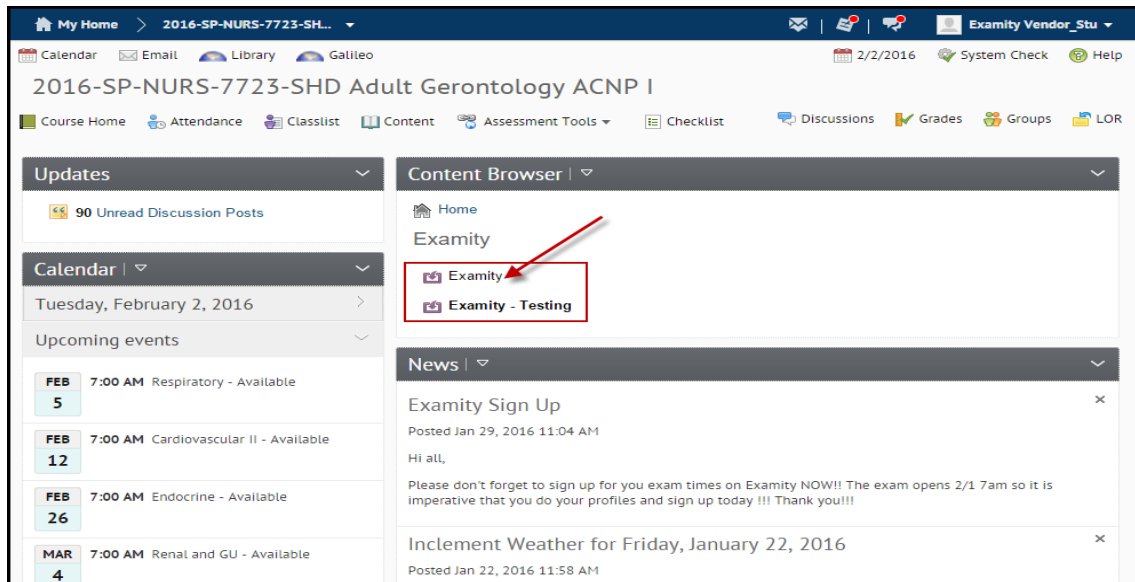 My Home 2016-SP-NURS-7723-SH... Examity Vendor_Stu
Calendar Email Library Galileo 2/2/2016 System Check Help
2016-SP-NURS-7723-SHD Adult Gerontology ACNP I
Course Home Attendance Classlist Content Assessment Tools Checklist Discussions Grades Groups LOR
Updates
90 Unread Discussion Posts
Calendar
Tuesday, February 2, 2016
Upcoming events
FEB 7:00 AM Respiratory - Available
5
FEB 7:00 AM Cardiovascular II - Available
12
FEB 7:00 AM Endocrine - Available
26
MAR 7:00 AM Renal and GU - Available
4
Content Browser
Home
Examity
Examity
Examity - Testing
News
Examity Sign Up
Posted Jan 29, 2016 11:04 AM
Hi all,
Please don't forget to sign up for you exam times on Examity NOW!! The exam opens 2/1 7am so it is
imperative that you do your profiles and sign up today !!! Thank you!!!
Inclement Weather for Friday, January 22, 2016
Posted Jan 22, 2016 11:58 AM